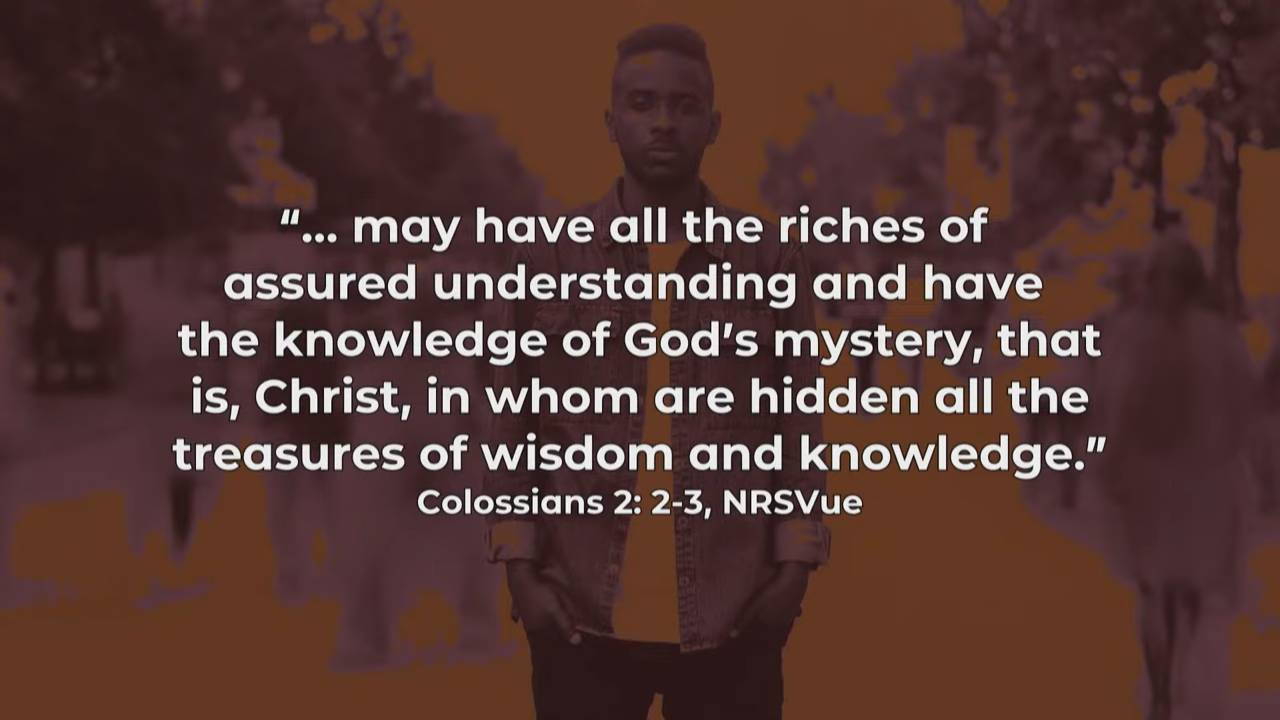 “... may have all the riches of
assured understanding and have
the knowledge of God’s mystery, that
is, Christ, in whom are hidden all the
treasures of wisdom and knowledge.”
Colossians 2: 2-3, NRSVue